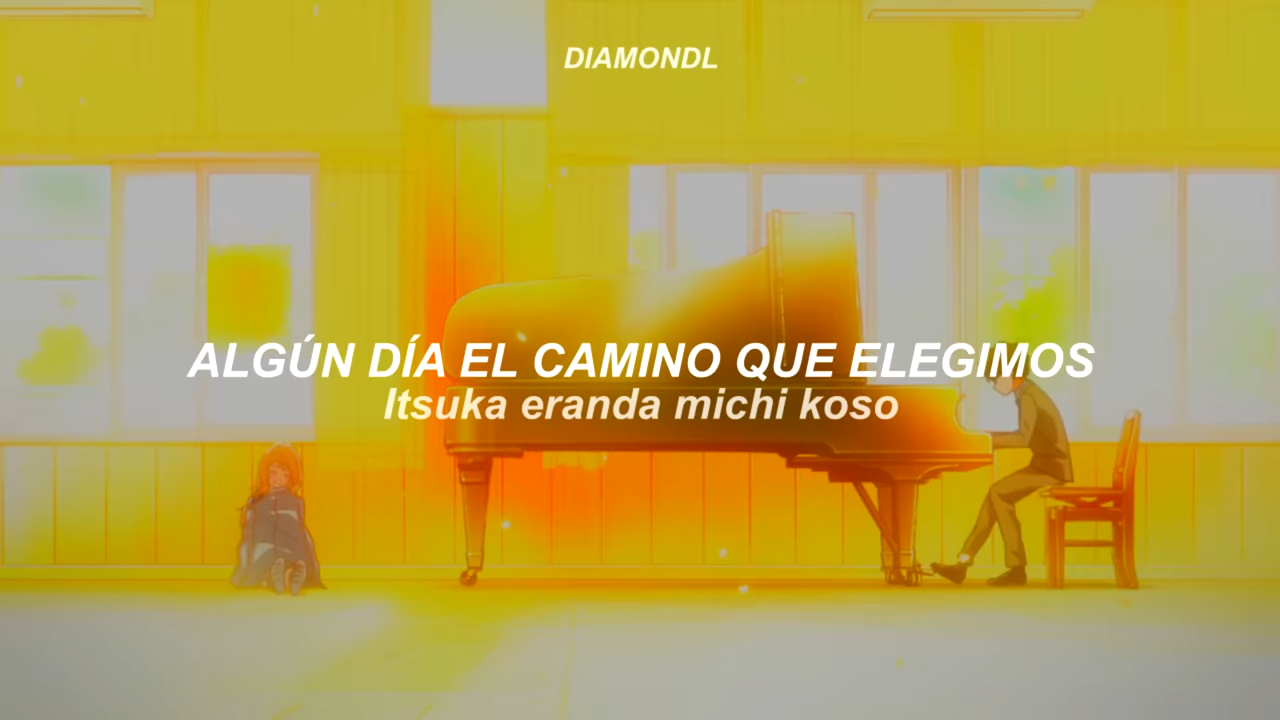 DIAMONDL
ALGÚN DÍA EL CAMINO QUE ELEGIMOS
Itsuka eranda michi koso